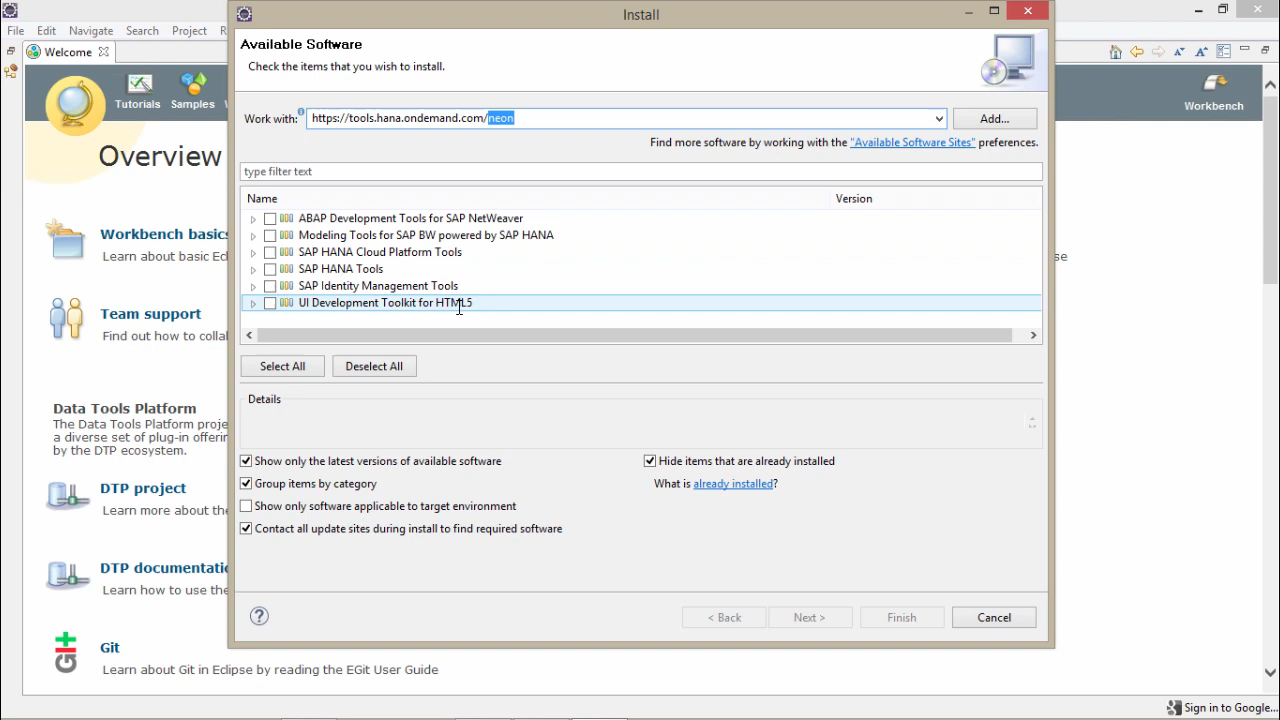 Install
File Edit Navigate Search Project R
Welcome
Tutorials Samples W
Workbench
Overview
Workbench basics
Learn about basic Ec
se
Team support
Find out how to colla
Data Tools Platform
The Data Tools Platform proje
a diverse set of plug-in offerin
by the DTP ecosystem.
DTP project
Learn more about the
DTP documentatio
Learn how to use the
Git
Learn about Git in Eclipse by reading the EGit User Guide
Available Software
Check the items that you wish to install.
Work with: https://tools.hana.ondemand.com/neon
Add...
Find more software by working with the "Available Software Sites" preferences.
type filter text
Name Version
ABAP Development Tools for SAP NetWeaver
Modeling Tools for SAP BW powered by SAP HANA
SAP HANA Cloud Platform Tools
SAP HANA Tools
SAP Identity Management Tools
UI Development Toolkit for HTML5
Select All Deselect All
Details
Show only the latest versions of available software
Hide items that are already installed
Group items by category
What is already installed?
Show only software applicable to target environment
Contact all update sites during install to find required software
< Back Next > Finish Cancel
Sign in to Google...